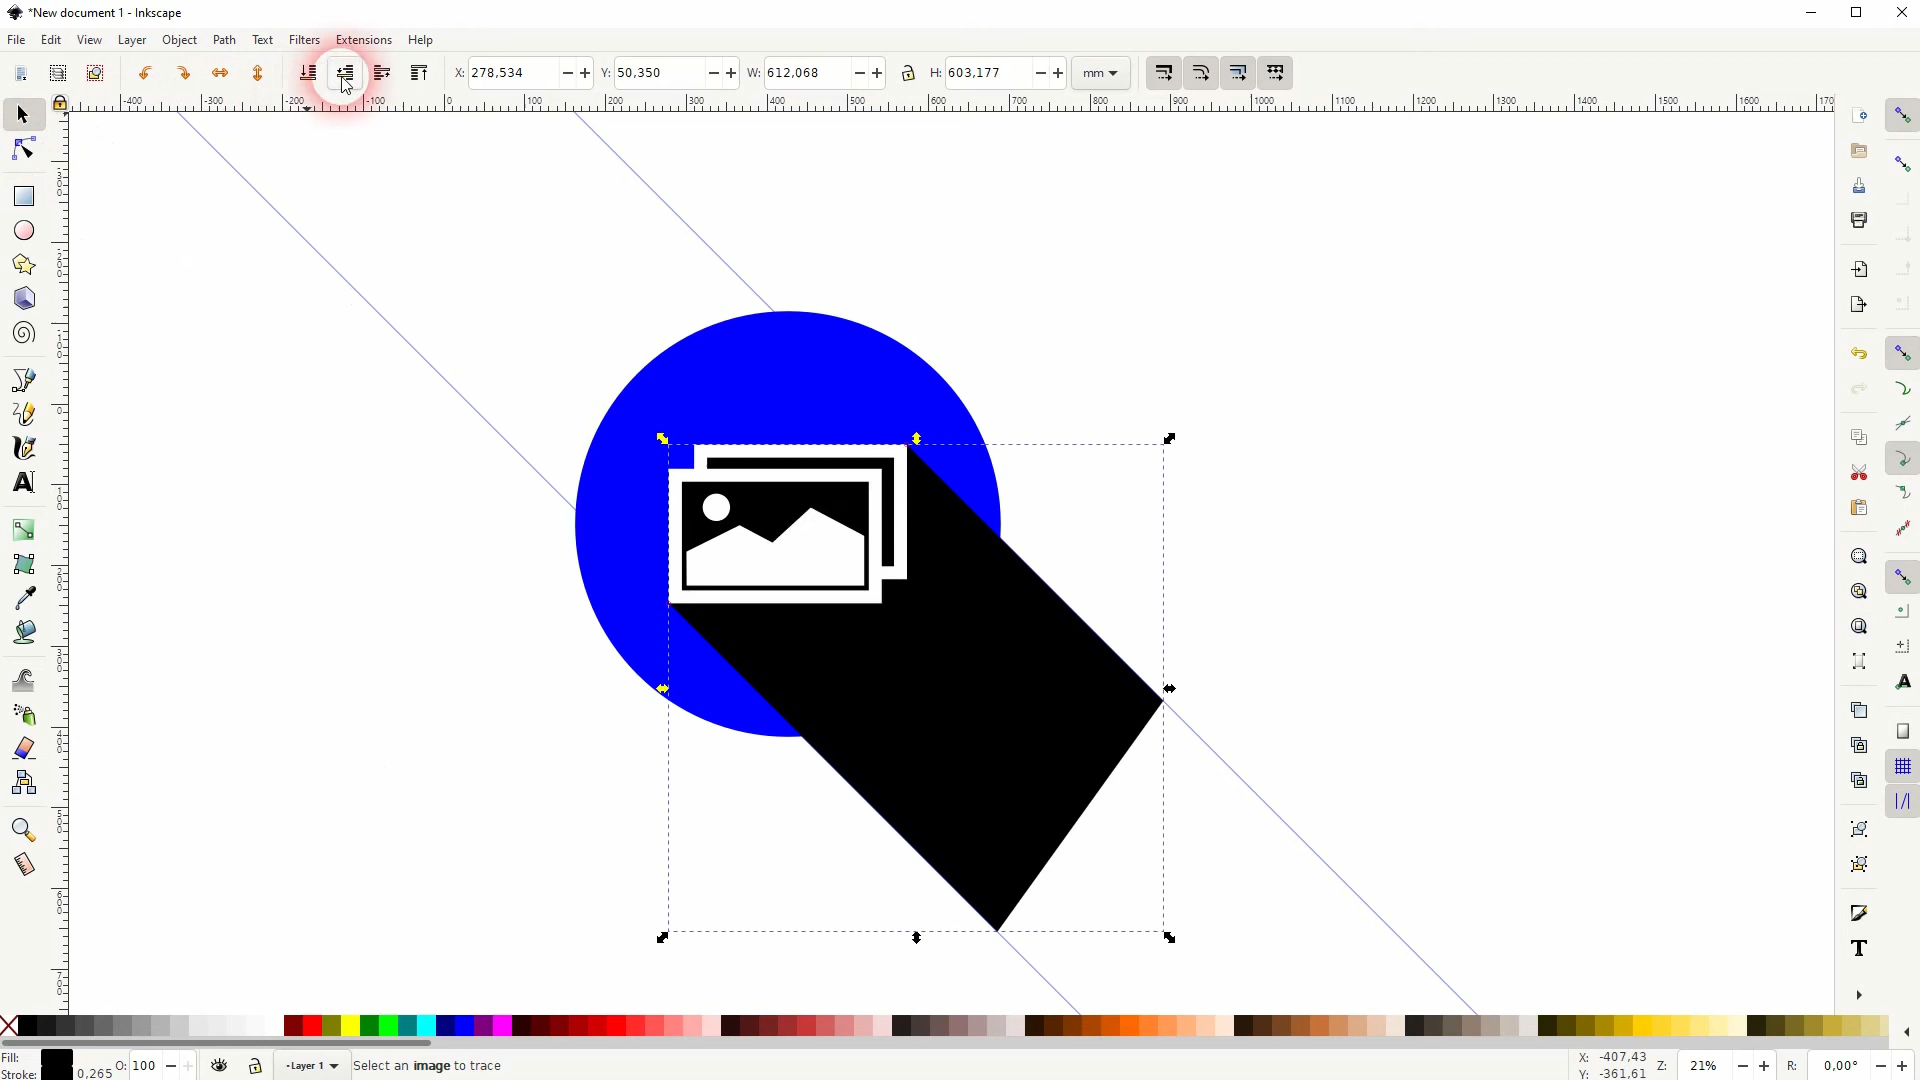 *New document 1 - Inkscape
File Edit View Layer Object Path Text Filters Extensions Help
X: 278,534 Y: 50,350 W: 612,068 H: 603,177 mm
-400 -300 -200 -100 0 100 200 300 400 500 600 700 800 900 1000 1100 1200 1300 1400 1500 1600 170
Fill:
Stroke: 0,265 O: 100 -Layer 1 Select an image to trace
X: -407,43
Y: -361,61
Z: 21% R: 0,00°